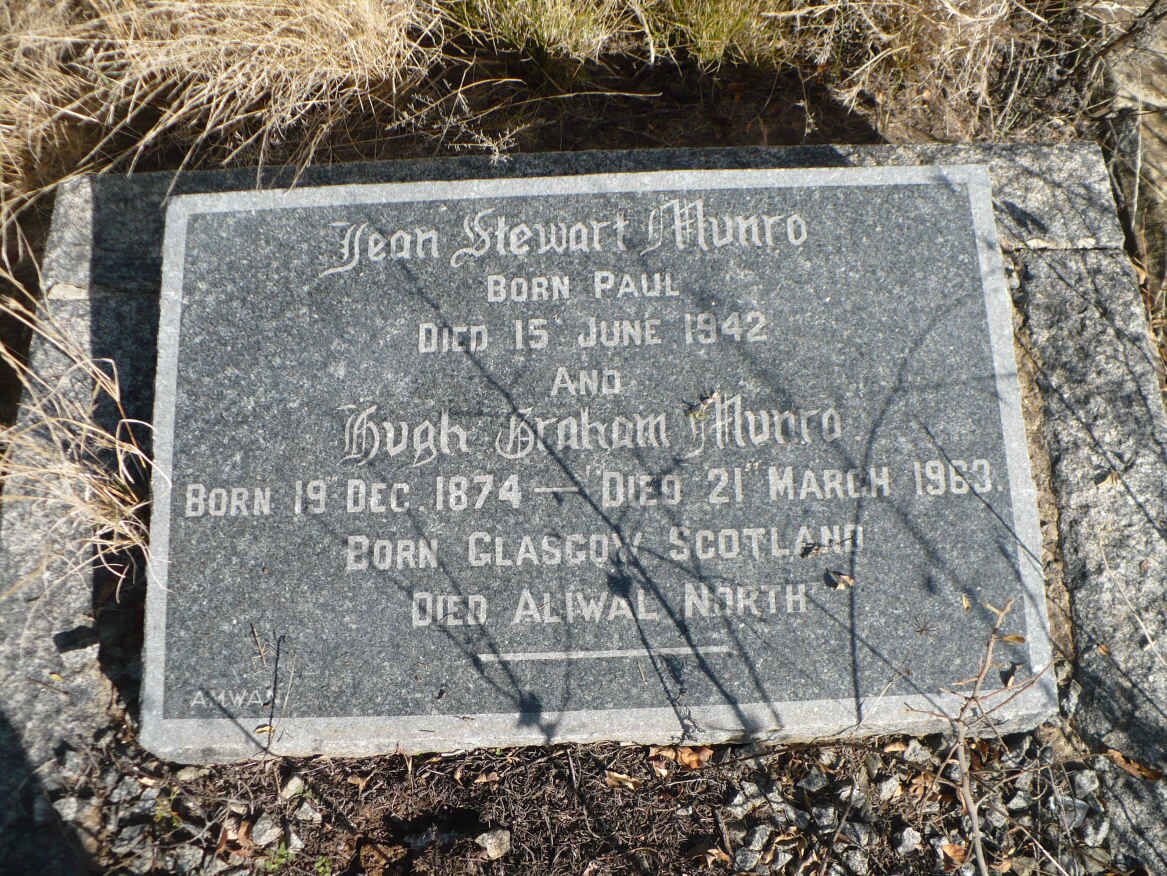 Jean Stewart Munro
BORN PAUL
DIED 15" JUNE 1942
AND
Hugh Graham Munro
BORN 19" DEC. 1874 — DIED 21" MARCH 1963.
BORN GLASGOW SCOTLAND
DIED ALIWAL NORTH